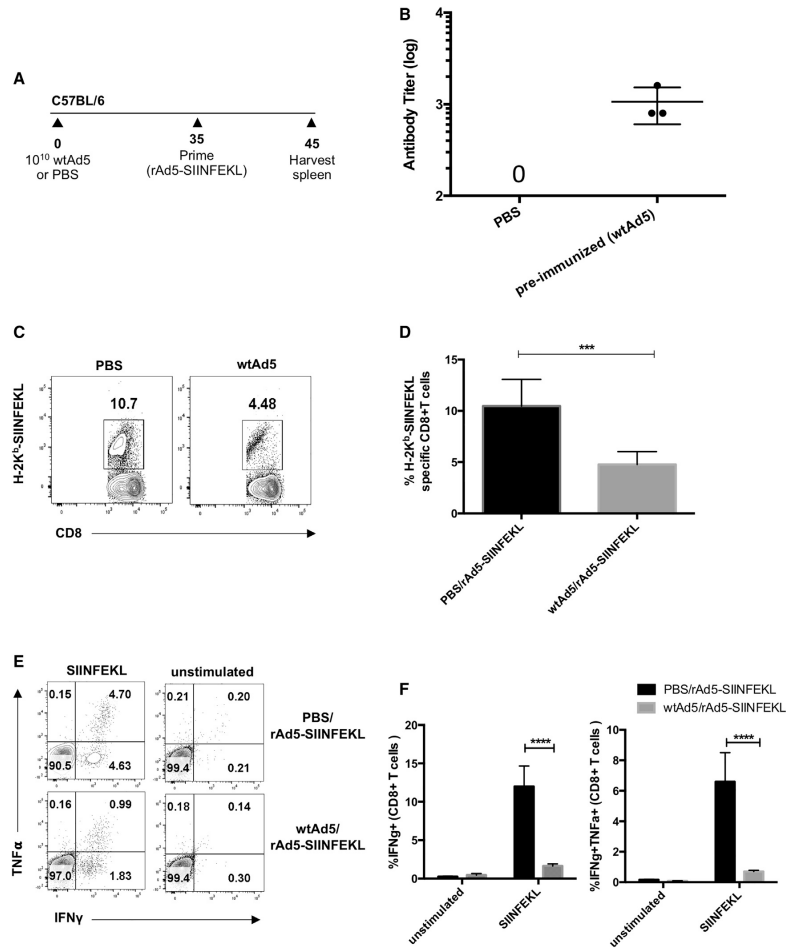 A
C57BL/6
0
35
45
10¹⁰ wtAd5
or PBS
Prime
(rAd5-SIINFEKL)
Harvest
spleen
B
Antibody Titer (log)
4
3
2
0
PBS
pre-immunized (wtAd5)
C
PBS
wtAd5
H-2Kᵇ-SIINFEKL
10.7
4.48
CD8
D
% H-2Kᵇ-SIINFEKL
specific CD8+T cells
15
10
5
0
***
PBS/rAd5-SIINFEKL
wtAd5/rAd5-SIINFEKL
E
SIINFEKL
unstimulated
0.15
4.70
90.5
4.63
0.21
0.20
99.4
0.21
PBS/
rAd5-SIINFEKL
0.16
0.99
97.0
1.83
0.18
0.14
99.4
0.30
wtAd5/
rAd5-SIINFEKL
TNFα
IFNγ
F
PBS/rAd5-SIINFEKL
wtAd5/rAd5-SIINFEKL
%IFNg+ (CD8+ T cells )
20
15
10
5
0
****
unstimulated
SIINFEKL
%IFNg+TNFa+ (CD8+ T cells )
10
8
6
4
2
0
****
unstimulated
SIINFEKL